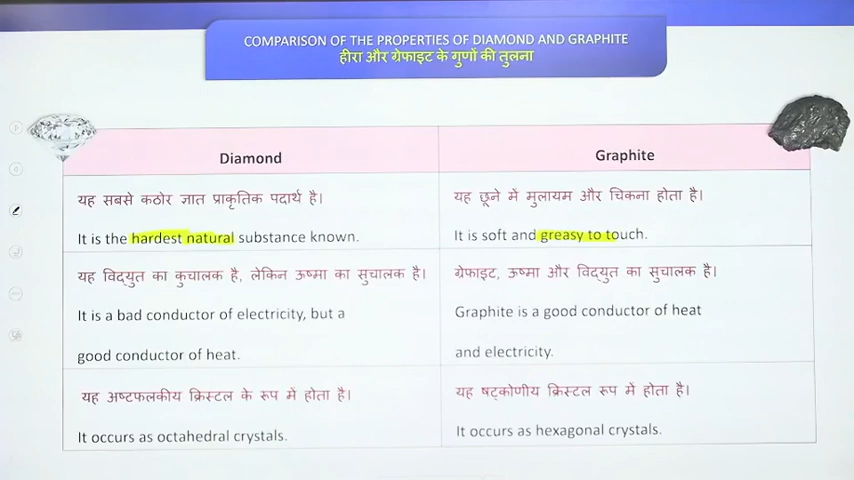 COMPARISON OF THE PROPERTIES OF DIAMOND AND GRAPHITE
हीरा और ग्रेफाइट के गुणों की तुलना
Diamond
Graphite
यह सबसे कठोर ज्ञात प्राकृतिक पदार्थ है।
It is the hardest natural substance known.
यह छूने में मुलायम और चिकना होता है।
It is soft and greasy to touch.
यह विद्युत का कुचालक है, लेकिन ऊष्मा का सुचालक है।
It is a bad conductor of electricity, but a
good conductor of heat.
ग्रेफाइट, ऊष्मा और विद्युत का सुचालक है।
Graphite is a good conductor of heat
and electricity.
यह अष्टफलकीय क्रिस्टल के रूप में होता है।
It occurs as octahedral crystals.
यह षट्कोणीय क्रिस्टल रूप में होता है।
It occurs as hexagonal crystals.